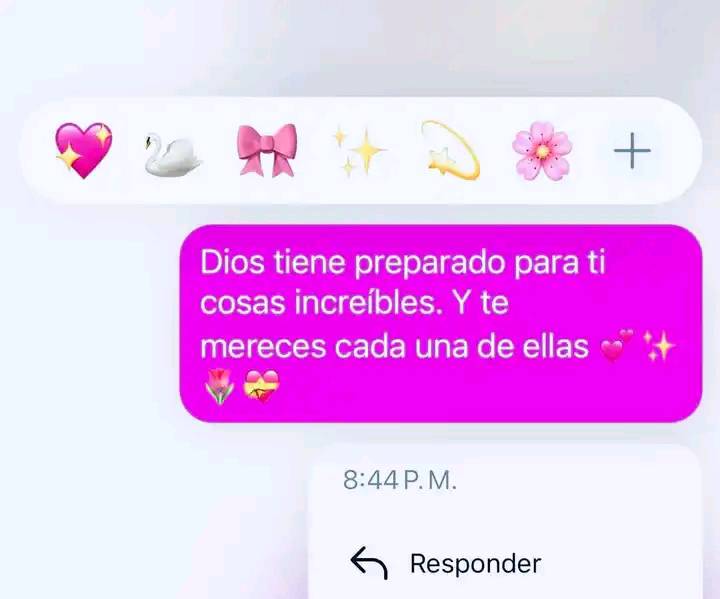 Dios tiene preparado para ti
cosas increíbles. Y te
mereces cada una de ellas 💕✨
🌷💝
8:44 P. M.
Responder